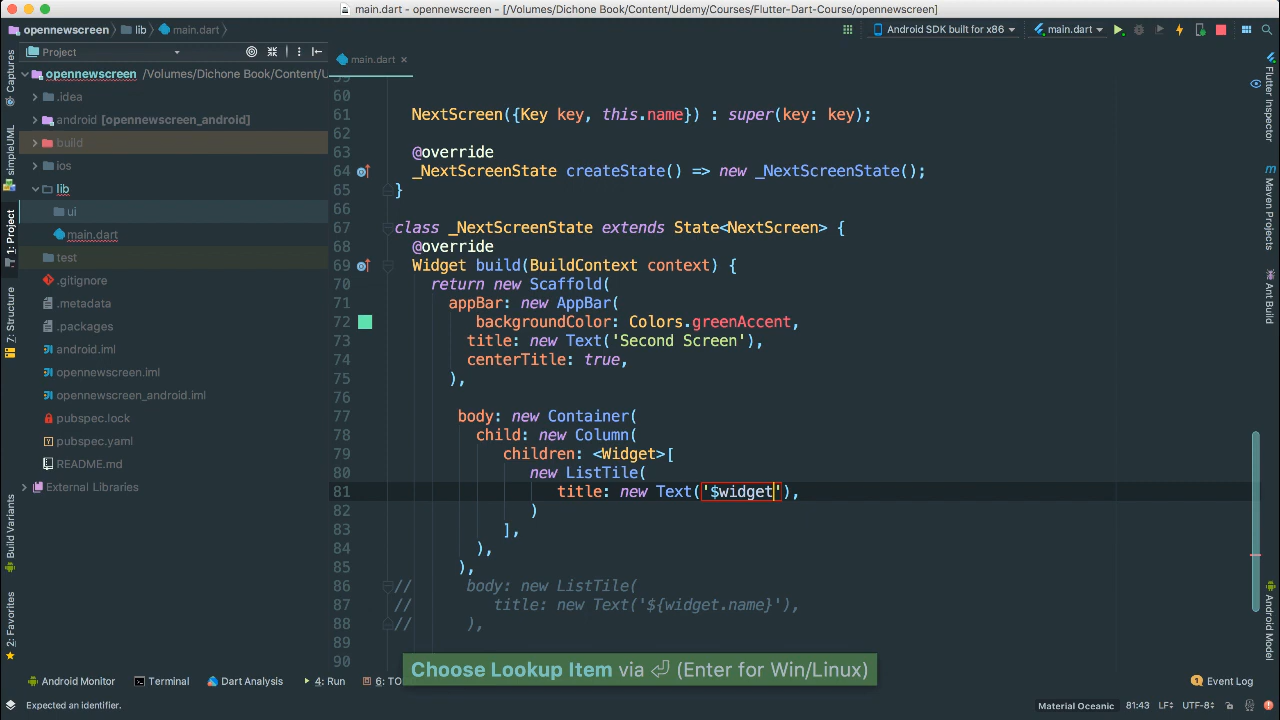 main.dart - opennewscreen - [/Volumes/Dichone Book/Content/Udemy/Courses/Flutter-Dart-Course/opennewscreen]
opennewscreen lib main.dart Android SDK built for x86 main.dart
Project main.dart ×
opennewscreen /Volumes/Dichone Book/Content/U
.idea
android [opennewscreen_android]
build
ios
lib
ui
main.dart
test
.gitignore
.metadata
.packages
android.iml
opennewscreen.iml
opennewscreen_android.iml
pubspec.lock
pubspec.yaml
README.md
External Libraries
Captures
simpleUML
1: Project
7: Structure
Build Variants
2: Favorites
60
61 NextScreen({Key key, this.name}) : super(key: key);
62
63 @override
64 _NextScreenState createState() => new _NextScreenState();
65 }
66
67 class _NextScreenState extends State<NextScreen> {
68 @override
69 Widget build(BuildContext context) {
70 return new Scaffold(
71 appBar: new AppBar(
72 backgroundColor: Colors.greenAccent,
73 title: new Text('Second Screen'),
74 centerTitle: true,
75 ),
76
77 body: new Container(
78 child: new Column(
79 children: <Widget>[
80 new ListTile(
81 title: new Text('$widget'),
82 )
83 ],
84 ),
85 ),
86 // body: new ListTile(
87 // title: new Text('${widget.name}'),
88 // ),
89
90
Choose Lookup Item via ⏎ (Enter for Win/Linux)
Flutter Inspector
Maven Projects
Ant Build
Android Model
Android Monitor Terminal Dart Analysis 4: Run 6: TO 1 Event Log
Expected an identifier. Material Oceanic 81:43 LF÷ UTF-8÷